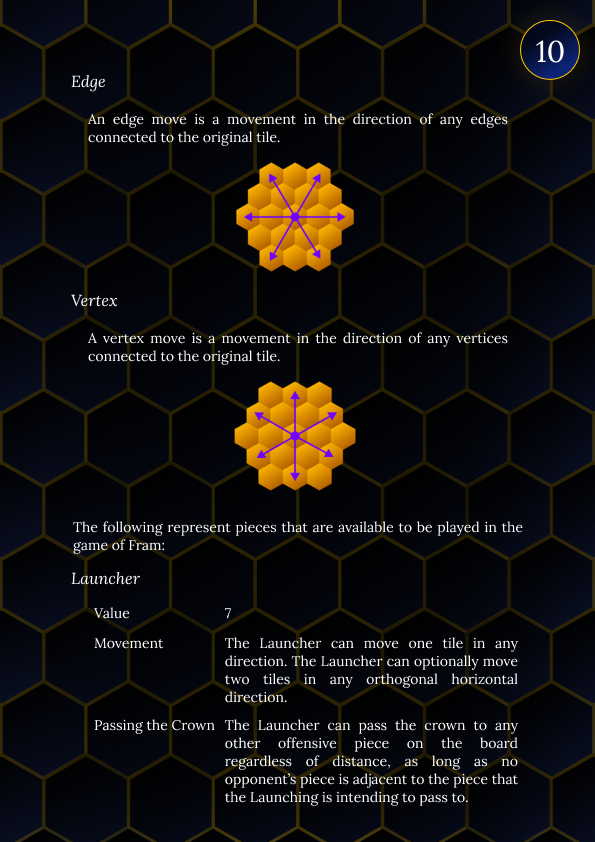 10
Edge
An edge move is a movement in the direction of any edges
connected to the original tile.
Vertex
A vertex move is a movement in the direction of any vertices
connected to the original tile.
The following represent pieces that are available to be played in the
game of Fram:
Launcher
Value 7
Movement The Launcher can move one tile in any
direction. The Launcher can optionally move
two tiles in any orthogonal horizontal
direction.
Passing the Crown The Launcher can pass the crown to any
other offensive piece on the board
regardless of distance, as long as no
opponent’s piece is adjacent to the piece that
the Launching is intending to pass to.